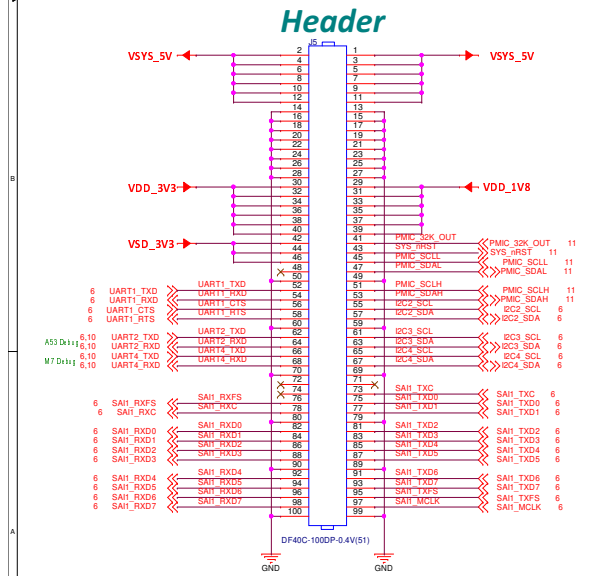 Header
J5
VSYS_5V 2 1 VSYS_5V
4 3
6 5
8 7
10 9
12 11
14 13
16 15
18 17
20 19
22 21
24 23
26 25
28 27
VDD_3V3 30 29 VDD_1V8
32 31
34 33
36 35
38 37
40 39
VSD_3V3 42 41 PMIC_32K_OUT PMIC_32K_OUT 11
44 43 SYS_nRST SYS_nRST 11
46 45 PMIC_SCLL PMIC_SCLL 11
48 47 PMIC_SDAL PMIC_SDAL 11
50 49
6 UART1_TXD UART1_TXD 52 51 PMIC_SCLH PMIC_SCLH 11
6 UART1_RXD UART1_RXD 54 53 PMIC_SDAH PMIC_SDAH 11
6 UART1_CTS UART1_CTS 56 55 I2C2_SCL I2C2_SCL 6
6 UART1_RTS UART1_RTS 58 57 I2C2_SDA I2C2_SDA 6
60 59
A53 Debug 6,10 UART2_TXD UART2_TXD 62 61 I2C3_SCL I2C3_SCL 6
6,10 UART2_RXD UART2_RXD 64 63 I2C3_SDA I2C3_SDA 6
M7 Debug 6,10 UART4_TXD UART4_TXD 66 65 I2C4_SCL I2C4_SCL 6
6,10 UART4_RXD UART4_RXD 68 67 I2C4_SDA I2C4_SDA 6
70 69
72 71
74 73 SAI1_TXC SAI1_TXC 6
6 SAI1_RXFS SAI1_RXFS 76 75 SAI1_TXD0 SAI1_TXD0 6
6 SAI1_RXC SAI1_RXC 78 77 SAI1_TXD1 SAI1_TXD1 6
80 79
6 SAI1_RXD0 SAI1_RXD0 82 81 SAI1_TXD2 SAI1_TXD2 6
6 SAI1_RXD1 SAI1_RXD1 84 83 SAI1_TXD3 SAI1_TXD3 6
6 SAI1_RXD2 SAI1_RXD2 86 85 SAI1_TXD4 SAI1_TXD4 6
6 SAI1_RXD3 SAI1_RXD3 88 87 SAI1_TXD5 SAI1_TXD5 6
90 89
6 SAI1_RXD4 SAI1_RXD4 92 91 SAI1_TXD6 SAI1_TXD6 6
6 SAI1_RXD5 SAI1_RXD5 94 93 SAI1_TXD7 SAI1_TXD7 6
6 SAI1_RXD6 SAI1_RXD6 96 95 SAI1_TXFS SAI1_TXFS 6
6 SAI1_RXD7 SAI1_RXD7 98 97 SAI1_MCLK SAI1_MCLK 6
100 99
DF40C-100DP-0.4V(51)
GND GND
B
A